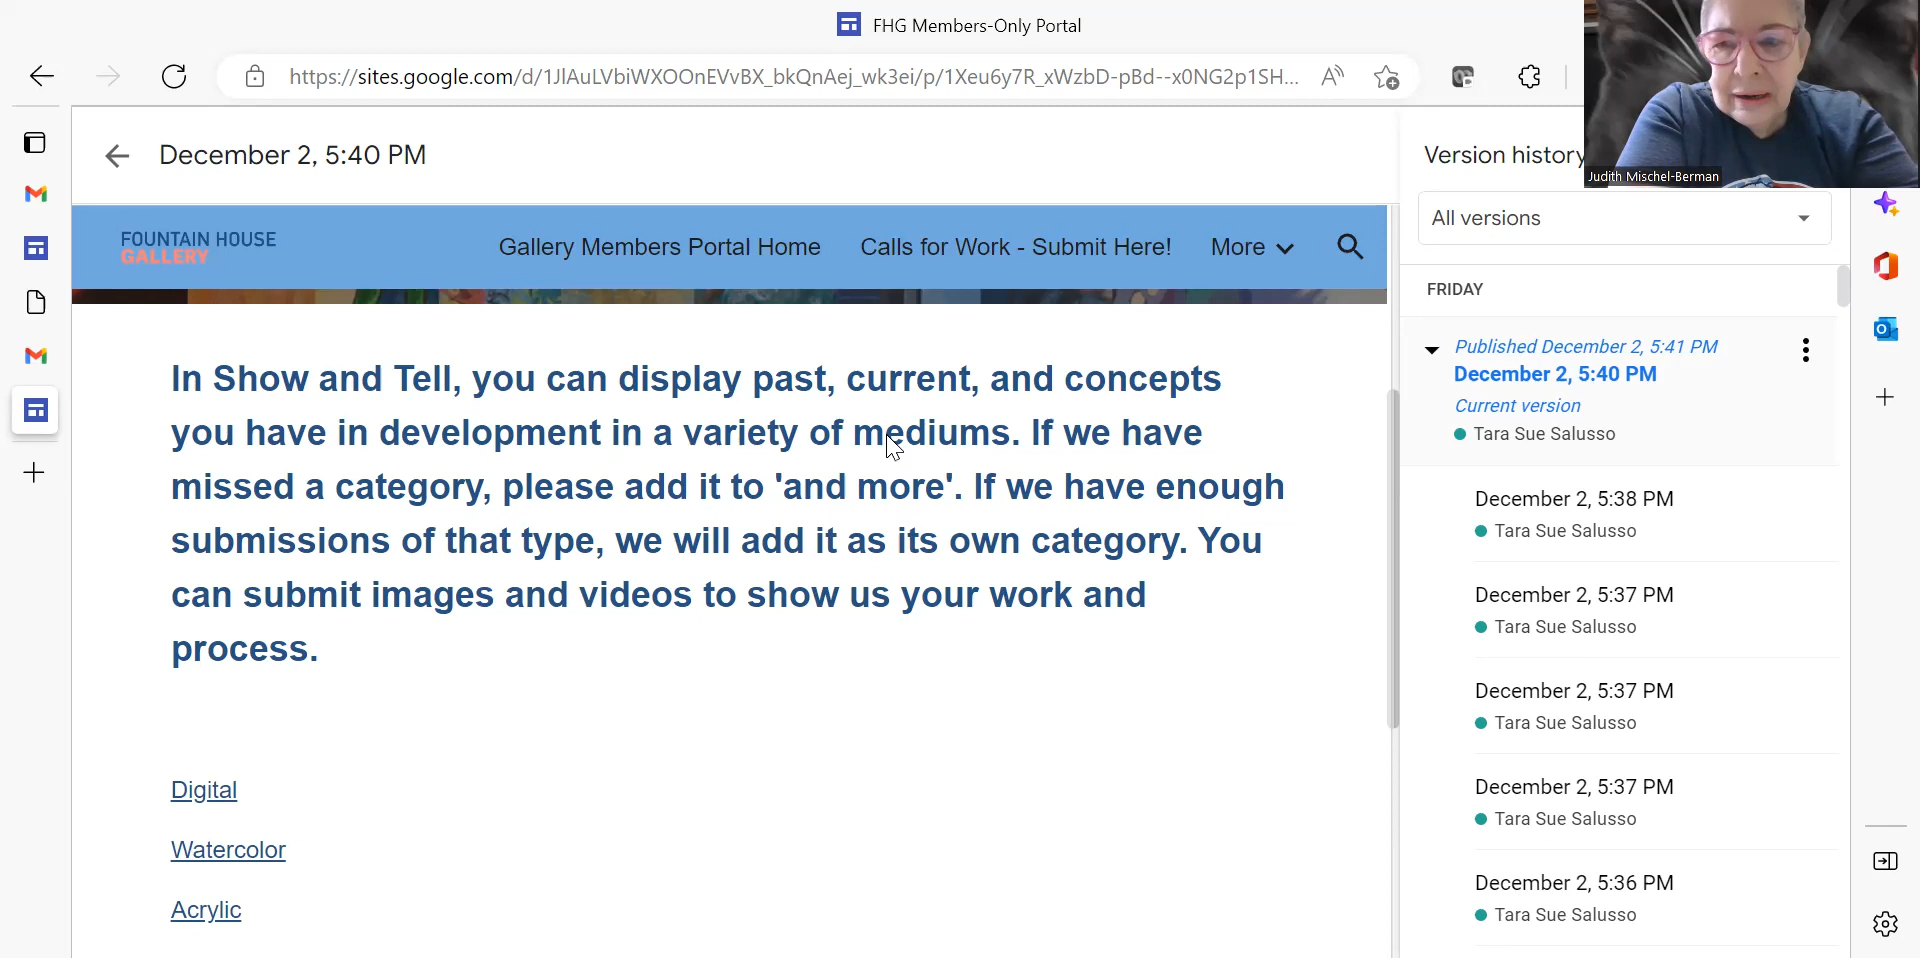 FHG Members-Only Portal
https://sites.google.com/d/1JlAuLVbiWXOOnEVvBX_bkQnAej_wk3ei/p/1Xeu6y7R_xWzbD-pBd--x0NG2p1SH...
December 2, 5:40 PM
Version history
Judith Mischel-Berman
All versions
FOUNTAIN HOUSE
GALLERY
Gallery Members Portal Home
Calls for Work - Submit Here!
More
In Show and Tell, you can display past, current, and concepts
you have in development in a variety of mediums. If we have
missed a category, please add it to 'and more'. If we have enough
submissions of that type, we will add it as its own category. You
can submit images and videos to show us your work and
process.
Digital
Watercolor
Acrylic
FRIDAY
Published December 2, 5:41 PM
December 2, 5:40 PM
Current version
Tara Sue Salusso
December 2, 5:38 PM
Tara Sue Salusso
December 2, 5:37 PM
Tara Sue Salusso
December 2, 5:37 PM
Tara Sue Salusso
December 2, 5:37 PM
Tara Sue Salusso
December 2, 5:36 PM
Tara Sue Salusso